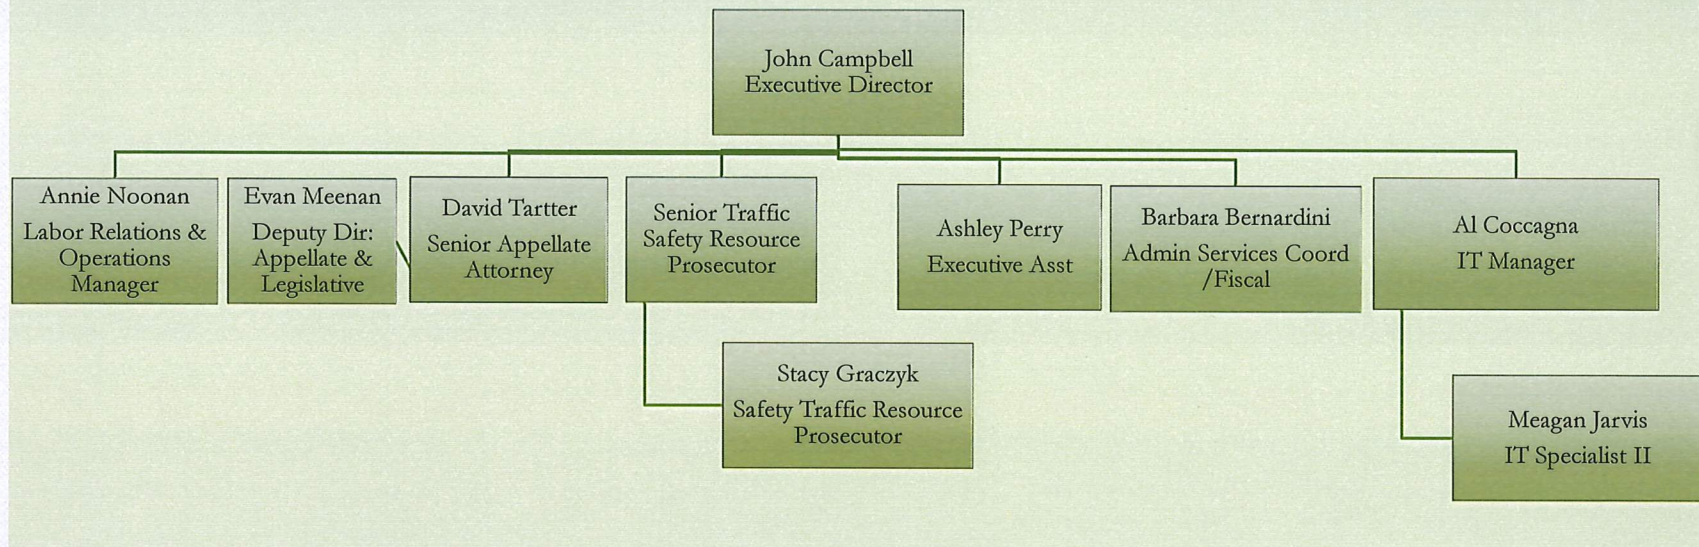 John Campbell
Executive Director
Annie Noonan
Labor Relations &
Operations
Manager
Evan Meenan
Deputy Dir:
Appellate &
Legislative
David Tartter
Senior Appellate
Attorney
Senior Traffic
Safety Resource
Prosecutor
Ashley Perry
Executive Asst
Barbara Bernardini
Admin Services Coord
/Fiscal
Al Coccagna
IT Manager
Stacy Graczyk
Safety Traffic Resource
Prosecutor
Meagan Jarvis
IT Specialist II